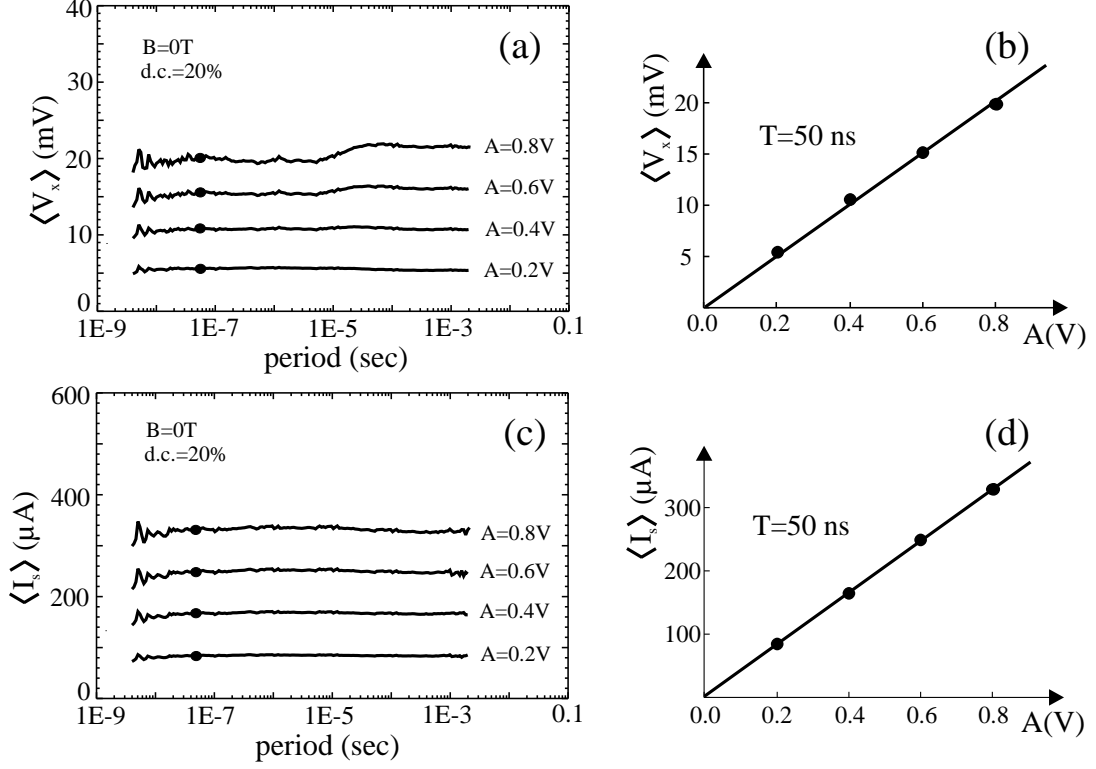 (a)
B=0T
d.c.=20%
⟨Vx⟩ (mV)
40
30
20
10
0
A=0.8V
A=0.6V
A=0.4V
A=0.2V
1E-9 1E-7 1E-5 1E-3 0.1
period (sec)
(b)
⟨Vx⟩ (mV)
T=50 ns
20
15
10
5
0.0 0.2 0.4 0.6 0.8
A(V)
(c)
B=0T
d.c.=20%
⟨Is⟩ (µA)
600
400
200
0
A=0.8V
A=0.6V
A=0.4V
A=0.2V
1E-9 1E-7 1E-5 1E-3 0.1
period (sec)
(d)
⟨Is⟩ (µA)
T=50 ns
300
200
100
0.0 0.2 0.4 0.6 0.8
A(V)